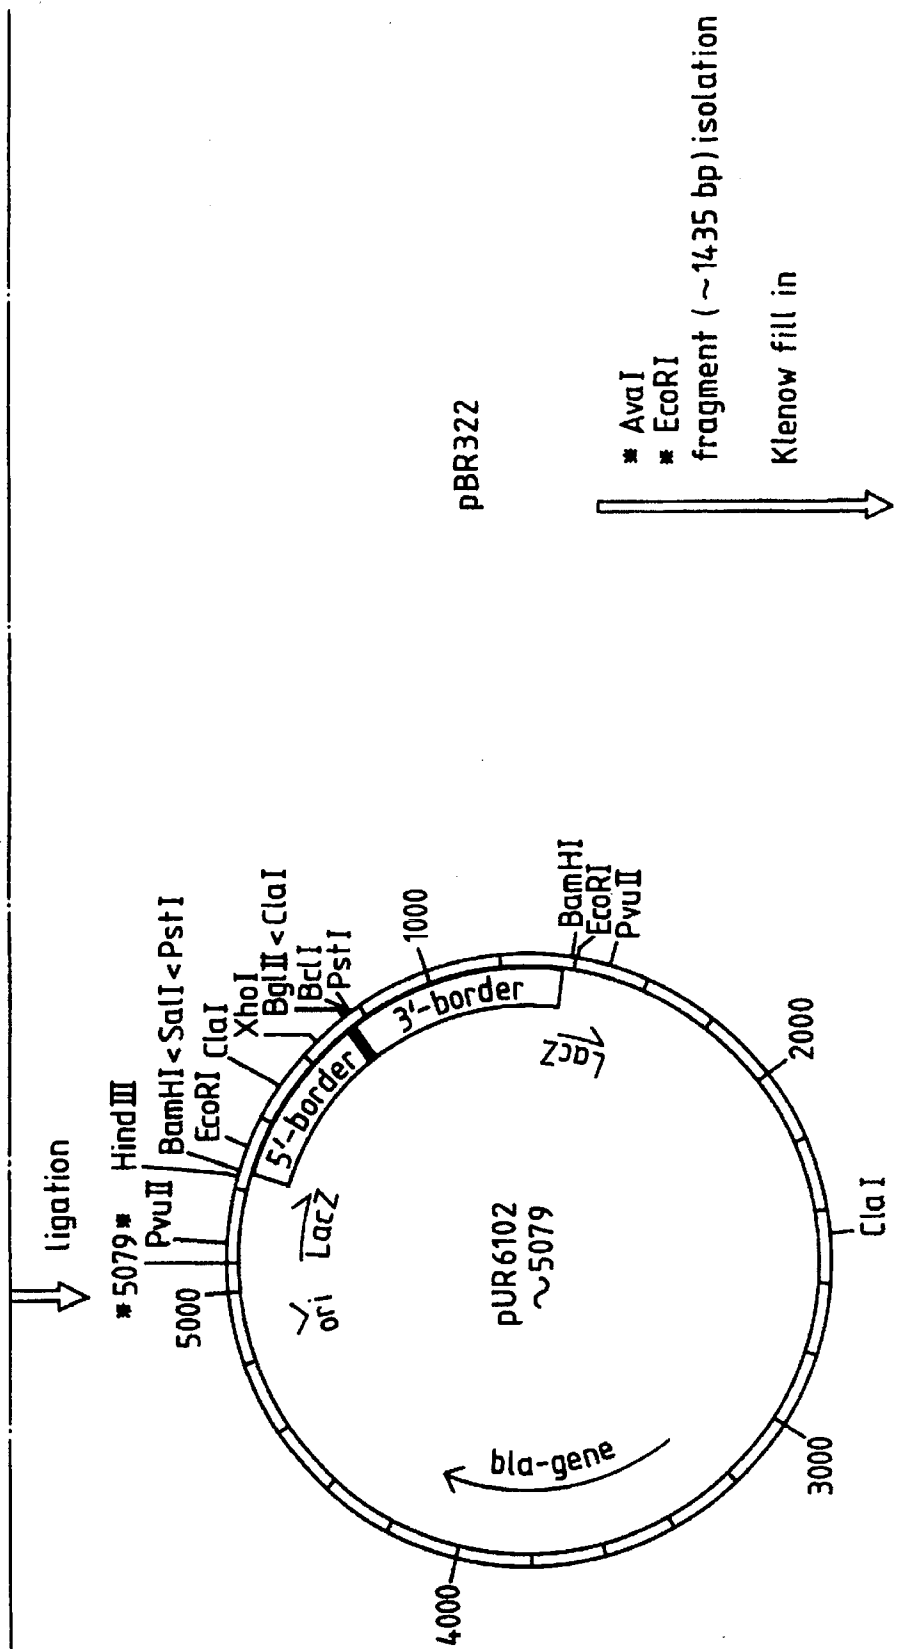 ligation
*5079*
5000
PvuII
HindIII
BamHI<SalI<PstI
EcoRI
ClaI
XhoI
BglII<ClaI
BclI
PstI
1000
BamHI
EcoRI
PvuII
2000
ClaI
3000
4000
5'-border
3'-border
LacZ
LacZ
ori
bla-gene
pUR6102
~5079
pBR322
* AvaI
* EcoRI
fragment (~1435 bp) isolation
Klenow fill in